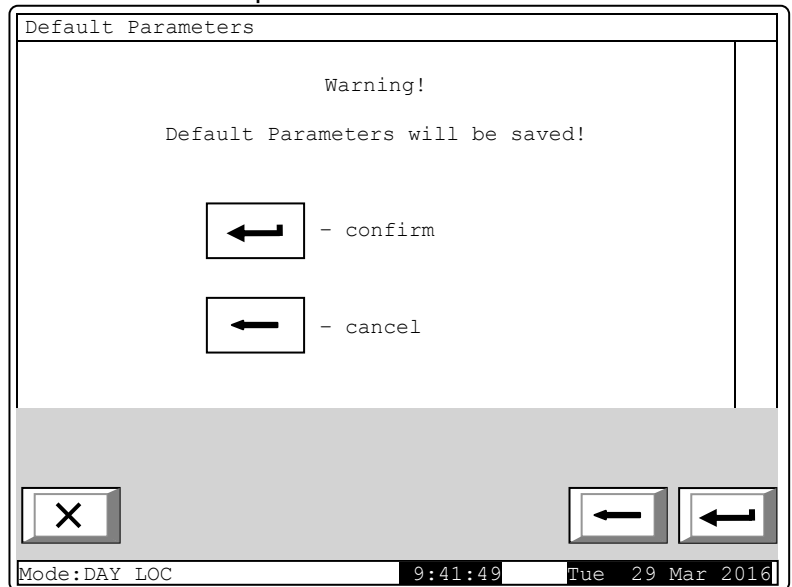 Default Parameters
Warning!
Default Parameters will be saved!
- confirm
- cancel
Mode:DAY LOC 9:41:49 Tue 29 Mar 2016